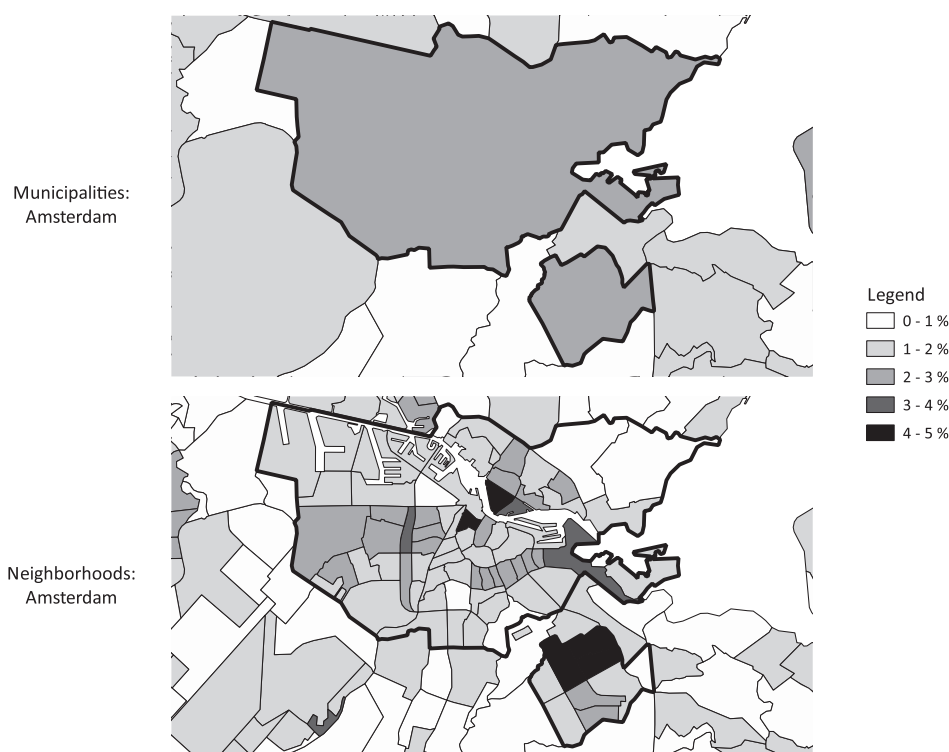 Municipalities:
Amsterdam
Legend
0 - 1 %
1 - 2 %
2 - 3 %
3 - 4 %
4 - 5 %
Neighborhoods:
Amsterdam